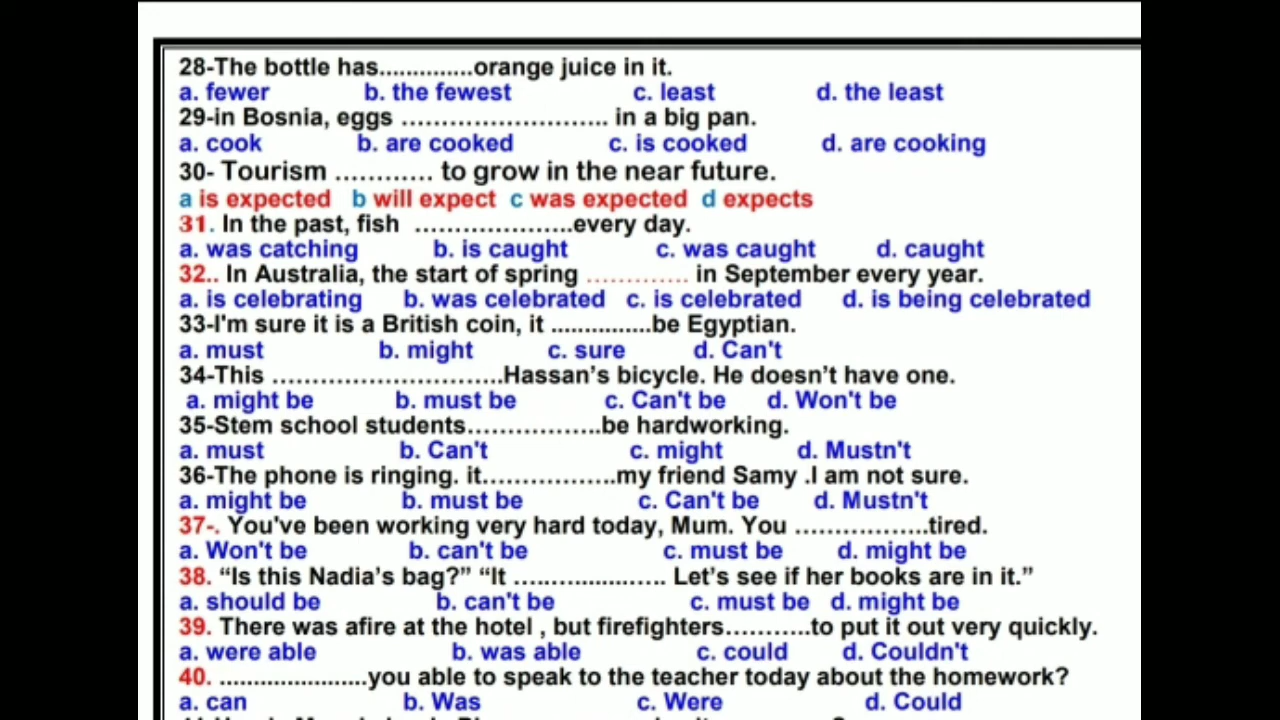 28-The bottle has..............orange juice in it.
a. fewer b. the fewest c. least d. the least
29-in Bosnia, eggs …………………….. in a big pan.
a. cook b. are cooked c. is cooked d. are cooking
30- Tourism ………… to grow in the near future.
a is expected b will expect c was expected d expects
31. In the past, fish ………………..every day.
a. was catching b. is caught c. was caught d. caught
32.. In Australia, the start of spring ………….. in September every year.
a. is celebrating b. was celebrated c. is celebrated d. is being celebrated
33-I'm sure it is a British coin, it ...............be Egyptian.
a. must b. might c. sure d. Can't
34-This ………………………..Hassan’s bicycle. He doesn’t have one.
a. might be b. must be c. Can't be d. Won't be
35-Stem school students……………..be hardworking.
a. must b. Can't c. might d. Mustn't
36-The phone is ringing. it……………..my friend Samy .I am not sure.
a. might be b. must be c. Can't be d. Mustn't
37-. You've been working very hard today, Mum. You ……………..tired.
a. Won't be b. can't be c. must be d. might be
38. “Is this Nadia’s bag?” “It ….…..........…… Let’s see if her books are in it.”
a. should be b. can't be c. must be d. might be
39. There was afire at the hotel , but firefighters………..to put it out very quickly.
a. were able b. was able c. could d. Couldn't
40. ......................you able to speak to the teacher today about the homework?
a. can b. Was c. Were d. Could